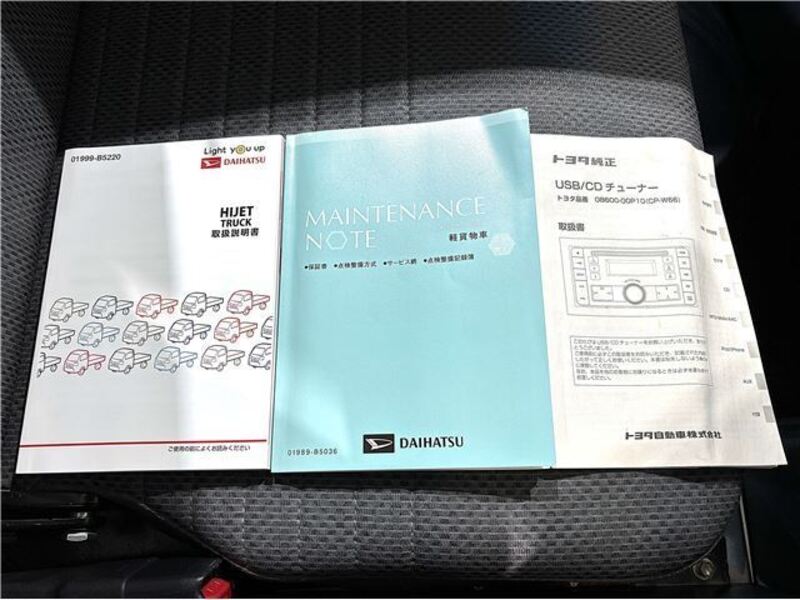 01999-B5220
Light you up
DAIHATSU
HIJET
TRUCK
取扱説明書
ご使用の前によくお読みください
MAINTENANCE
NOTE
軽貨物車
•保証書 •点検整備方式 •サービス網 •点検整備記録簿
01989-B5036
DAIHATSU
トヨタ純正
USB/CD チューナー
トヨタ品番 08600-00P10(CP-W66)
取扱書
トヨタ自動車株式会社
CD
AUX